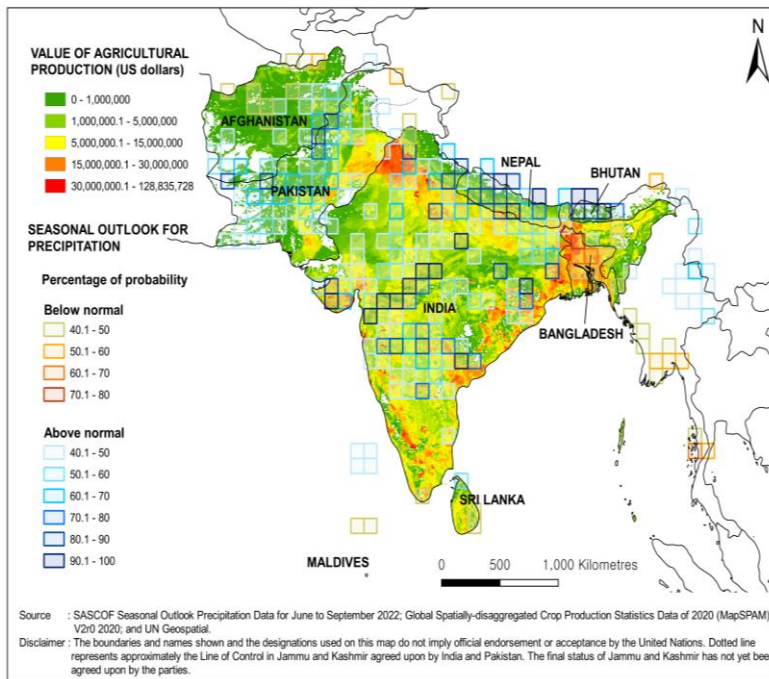 VALUE OF AGRICULTURAL
PRODUCTION (US dollars)
0 - 1,000,000
1,000,000.1 - 5,000,000
5,000,000.1 - 15,000,000
15,000,000.1 - 30,000,000
30,000,000.1 - 128,835,728
SEASONAL OUTLOOK FOR
PRECIPITATION
Percentage of probability
Below normal
40.1 - 50
50.1 - 60
60.1 - 70
70.1 - 80
Above normal
40.1 - 50
50.1 - 60
60.1 - 70
70.1 - 80
80.1 - 90
90.1 - 100
N
AFGHANISTAN
PAKISTAN
NEPAL
BHUTAN
INDIA
BANGLADESH
SRI LANKA
MALDIVES
0 500 1,000 Kilometres
Source : SASCOF Seasonal Outlook Precipitation Data for June to September 2022; Global Spatially-disaggregated Crop Production Statistics Data of 2020 (MapSPAM)
V2r0 2020; and UN Geospatial.
Disclaimer : The boundaries and names shown and the designations used on this map do not imply official endorsement or acceptance by the United Nations. Dotted line
represents approximately the Line of Control in Jammu and Kashmir agreed upon by India and Pakistan. The final status of Jammu and Kashmir has not yet bee
agreed upon by the parties.